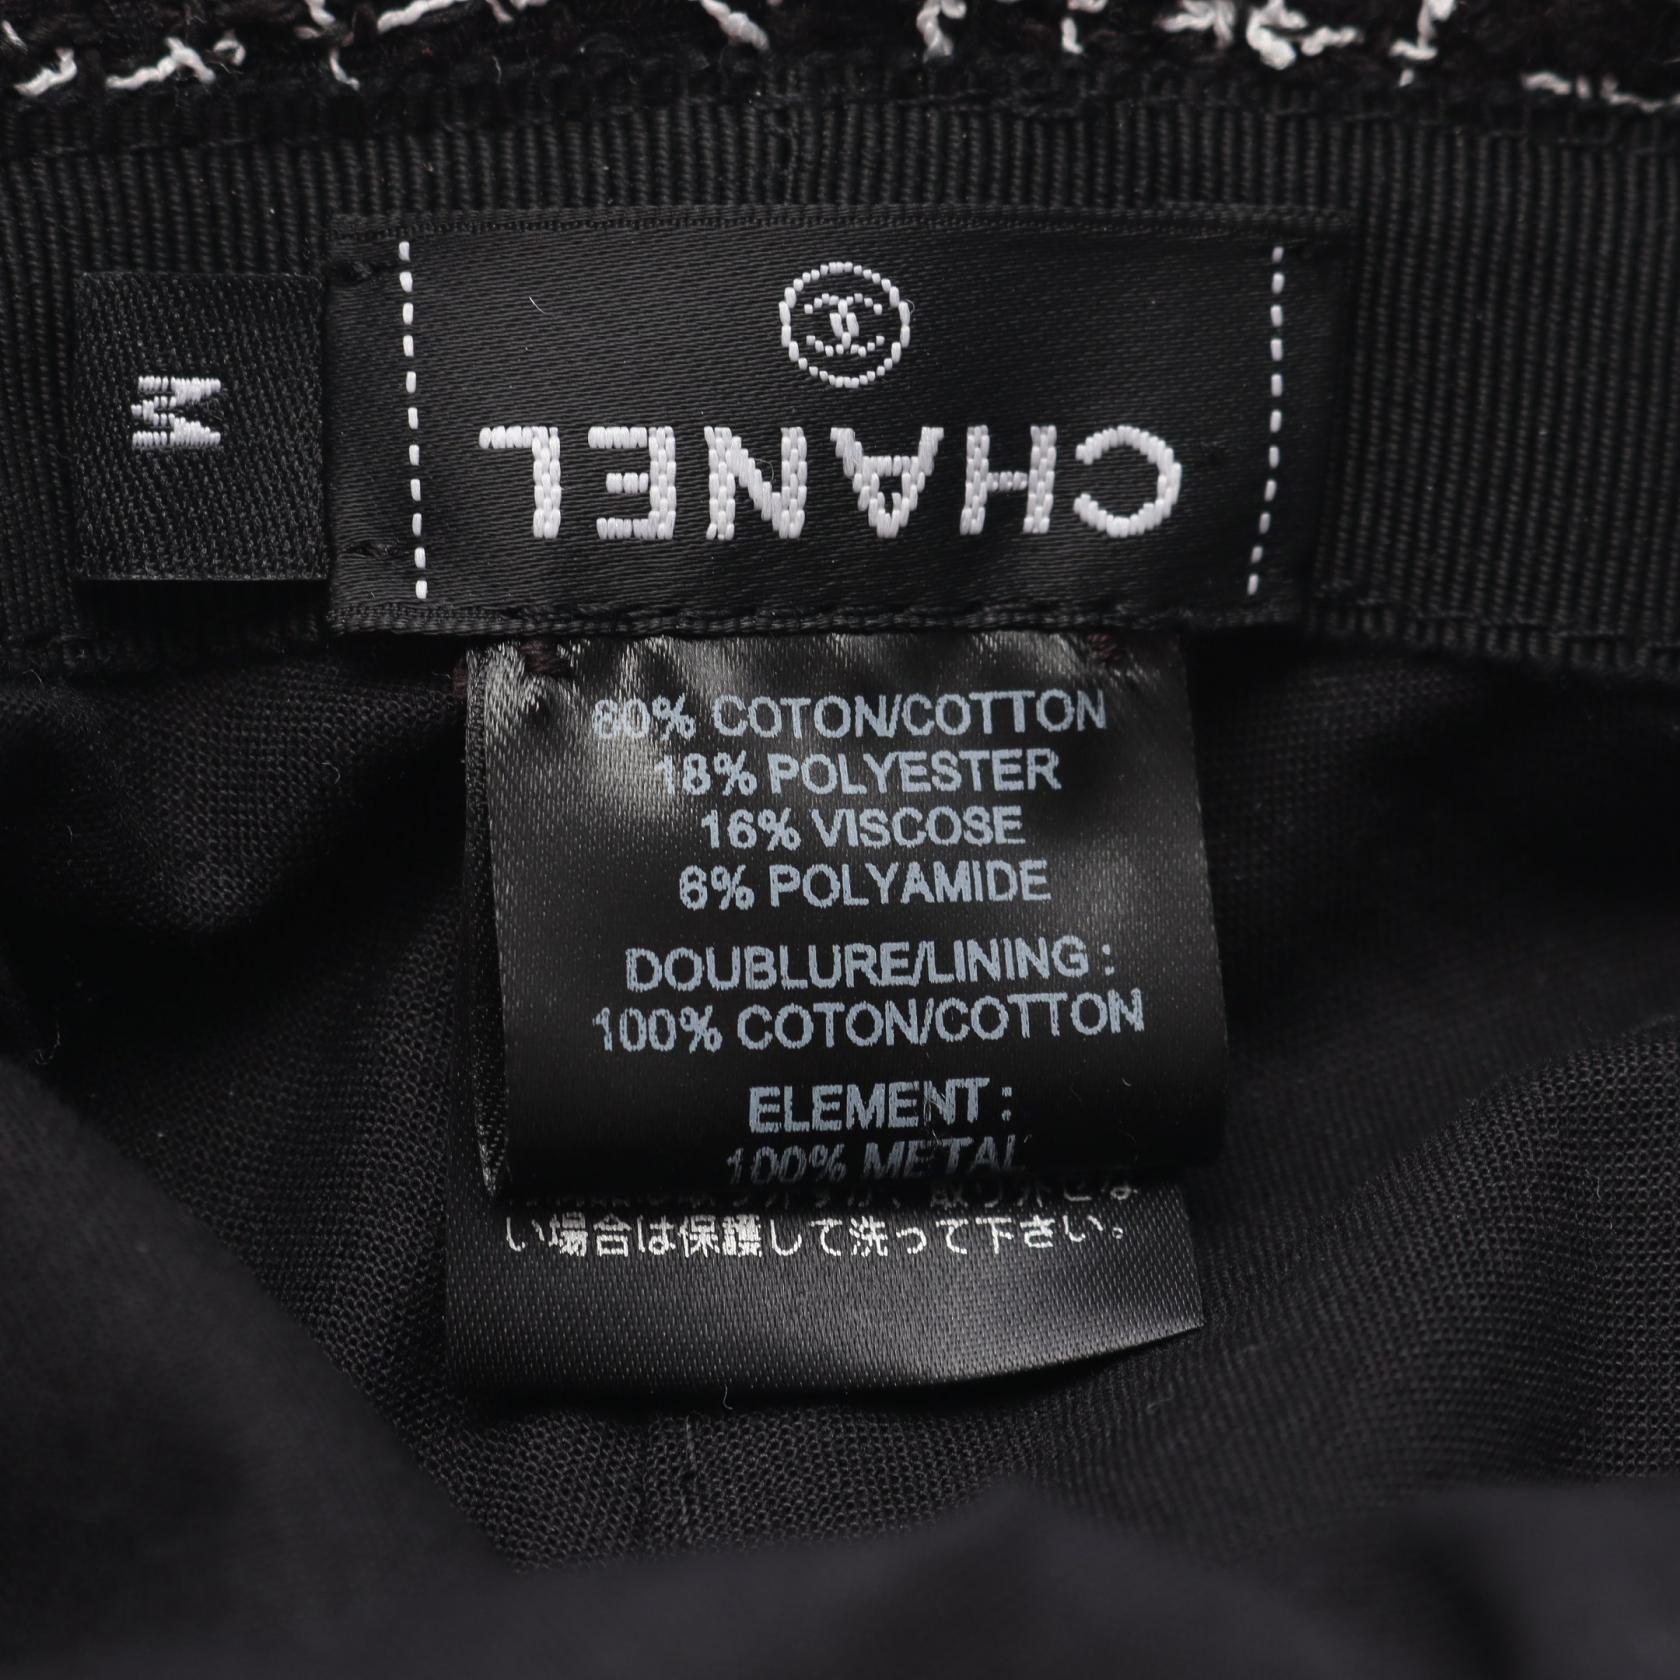 M
CHANEL
60% COTON/COTTON
18% POLYESTER
16% VISCOSE
6% POLYAMIDE
DOUBLURE/LINING :
100% COTON/COTTON
ELEMENT :
100% METAL
い場合は保護して洗って下さい。